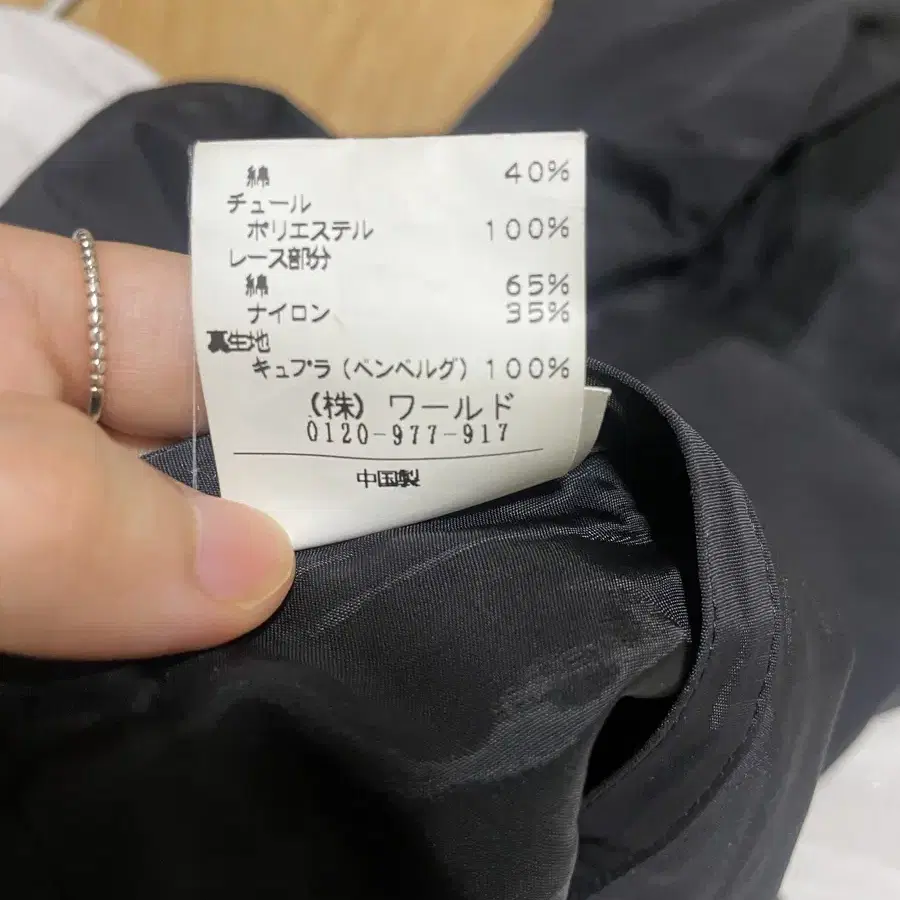 綿 40%
チュール
ポリエステル 100%
レース部分
綿 65%
ナイロン 35%
裏生地
キュプラ(ベンベルグ) 100%
(株) ワールド
0120-977-917
中国製